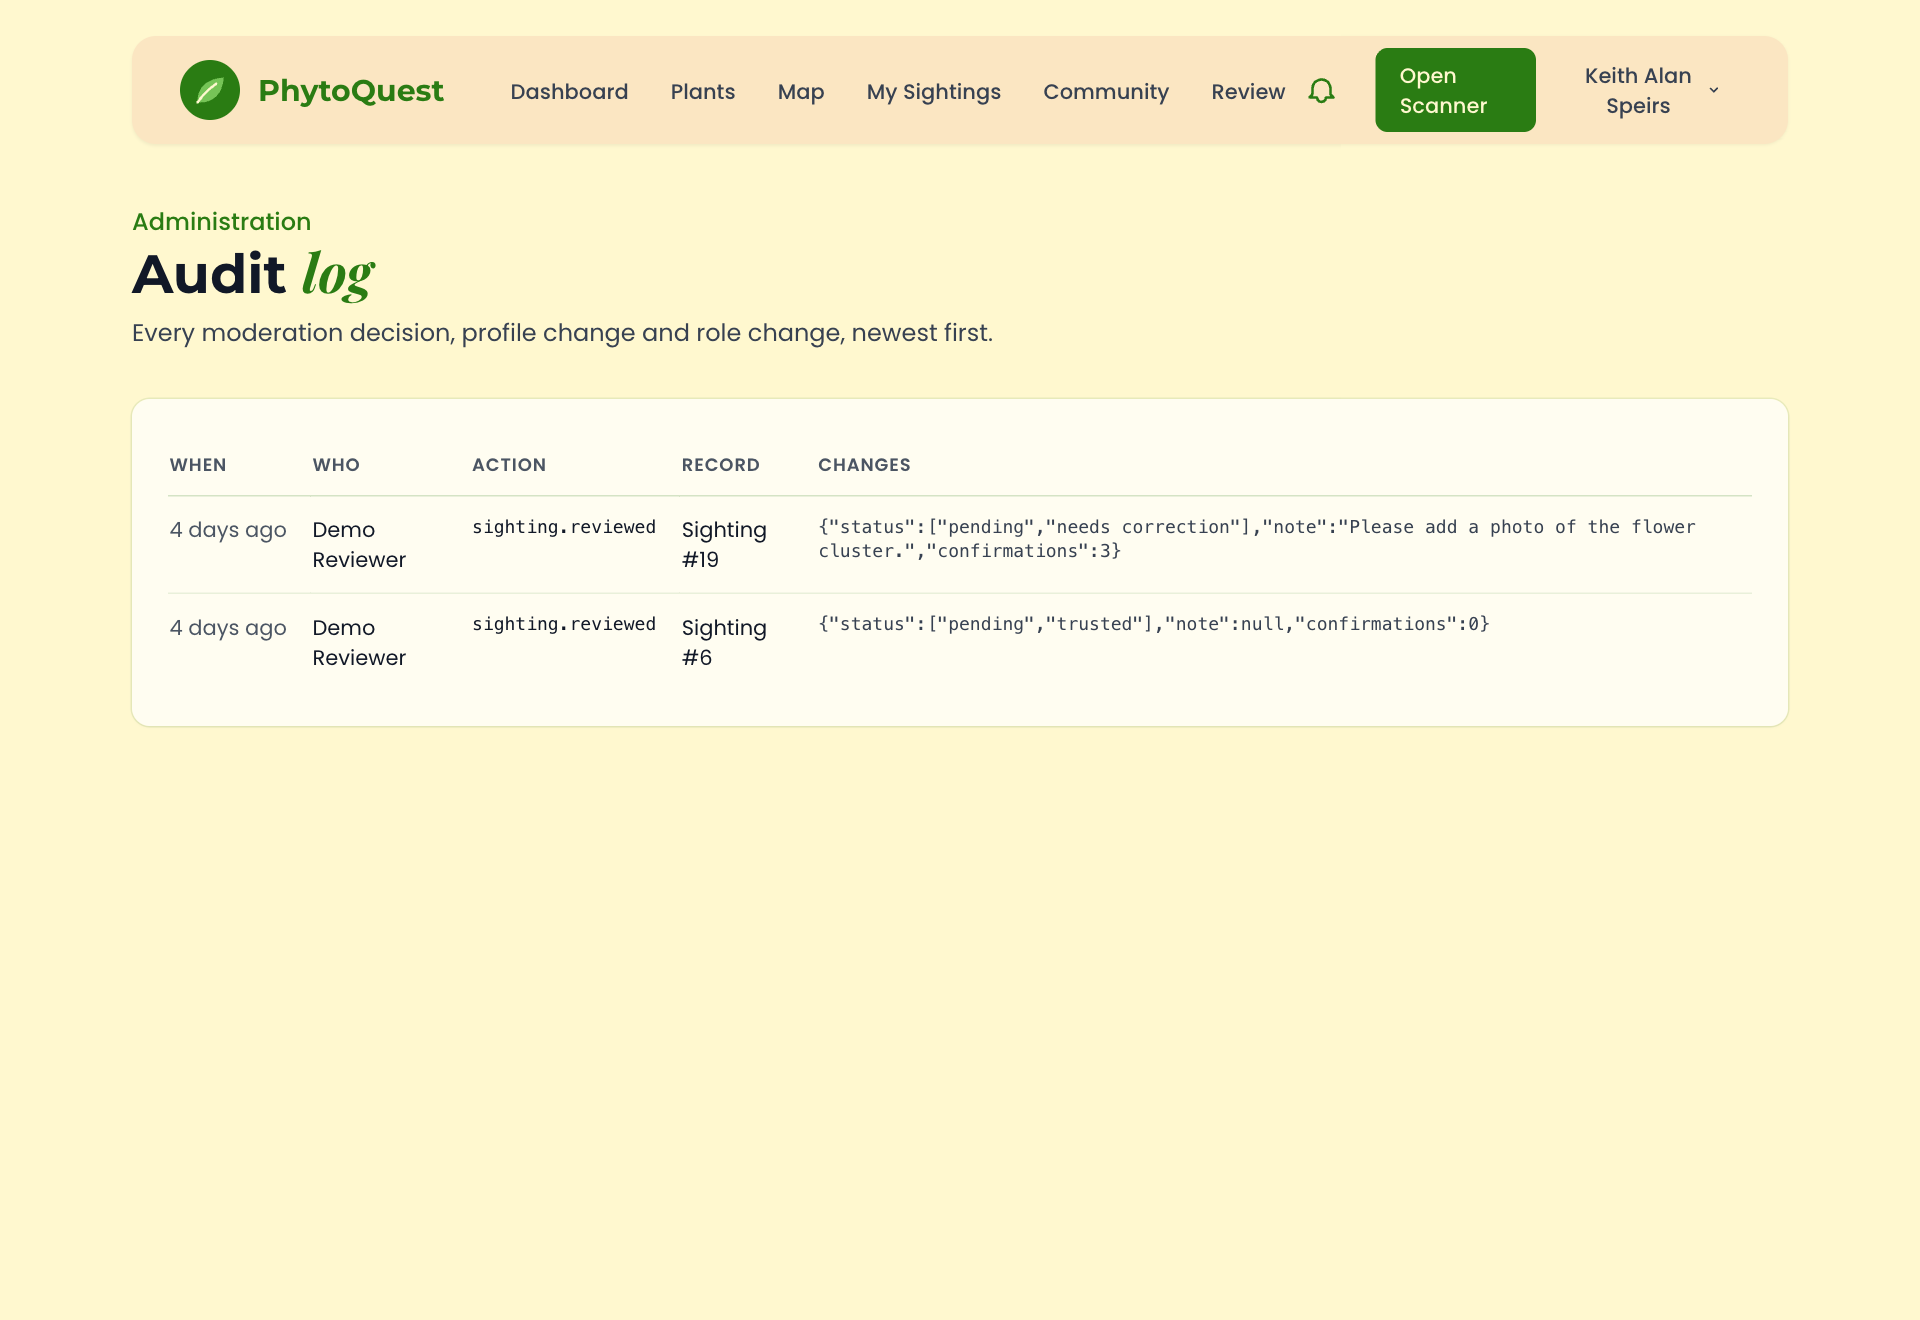 PhytoQuest
Dashboard Plants Map My Sightings Community Review
Open
Scanner
Keith Alan
Speirs
Administration
Audit log
Every moderation decision, profile change and role change, newest first.
WHEN WHO ACTION RECORD CHANGES
4 days ago Demo Reviewer sighting.reviewed Sighting #19 {"status":["pending","needs correction"],"note":"Please add a photo of the flower
cluster.","confirmations":3}
4 days ago Demo Reviewer sighting.reviewed Sighting #6 {"status":["pending","trusted"],"note":null,"confirmations":0}